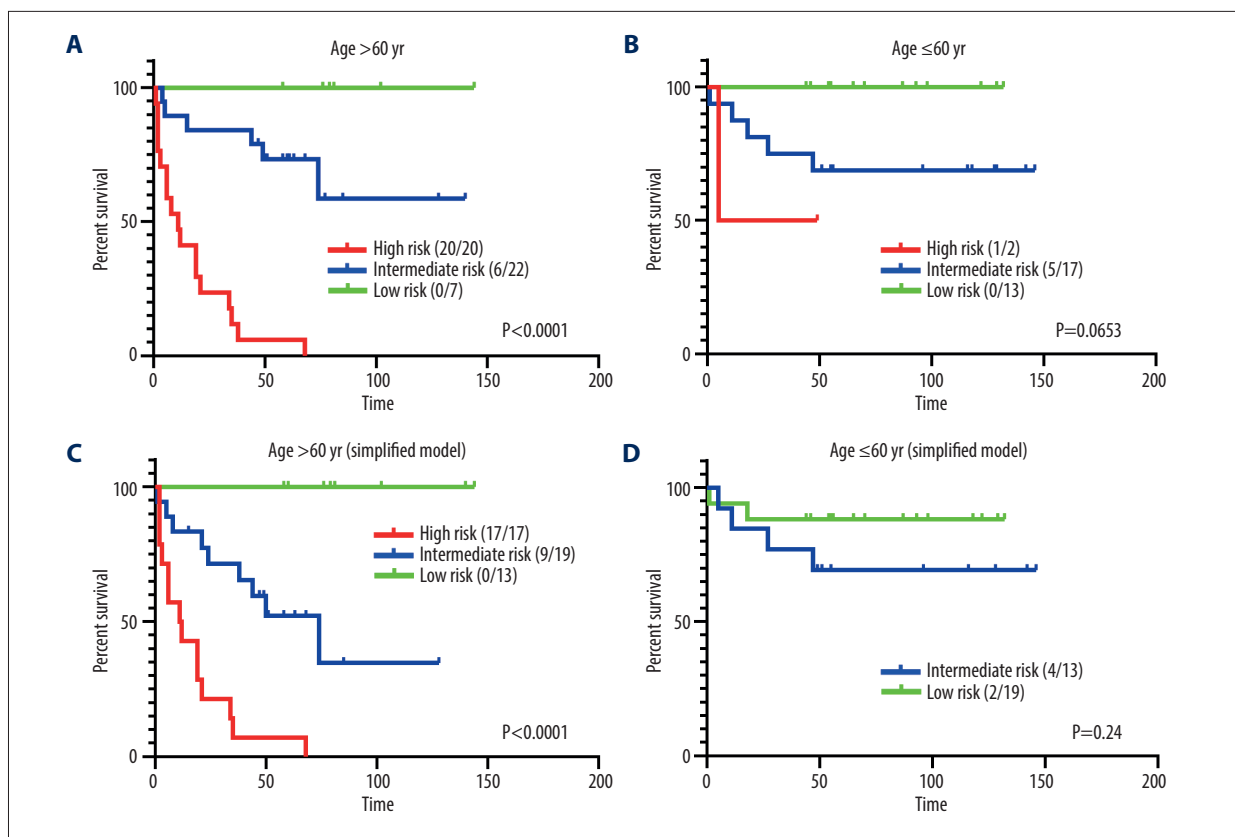 A
Age >60 yr
100
50
0
Percent survival
High risk (20/20)
Intermediate risk (6/22)
Low risk (0/7)
P<0.0001
0 50 100 150 200
Time
B
Age ≤60 yr
100
50
0
Percent survival
High risk (1/2)
Intermediate risk (5/17)
Low risk (0/13)
P=0.0653
0 50 100 150 200
Time
C
Age >60 yr (simplified model)
100
50
0
Percent survival
High risk (17/17)
Intermediate risk (9/19)
Low risk (0/13)
P<0.0001
0 50 100 150 200
Time
D
Age ≤60 yr (simplified model)
100
50
0
Percent survival
Intermediate risk (4/13)
Low risk (2/19)
P=0.24
0 50 100 150 200
Time